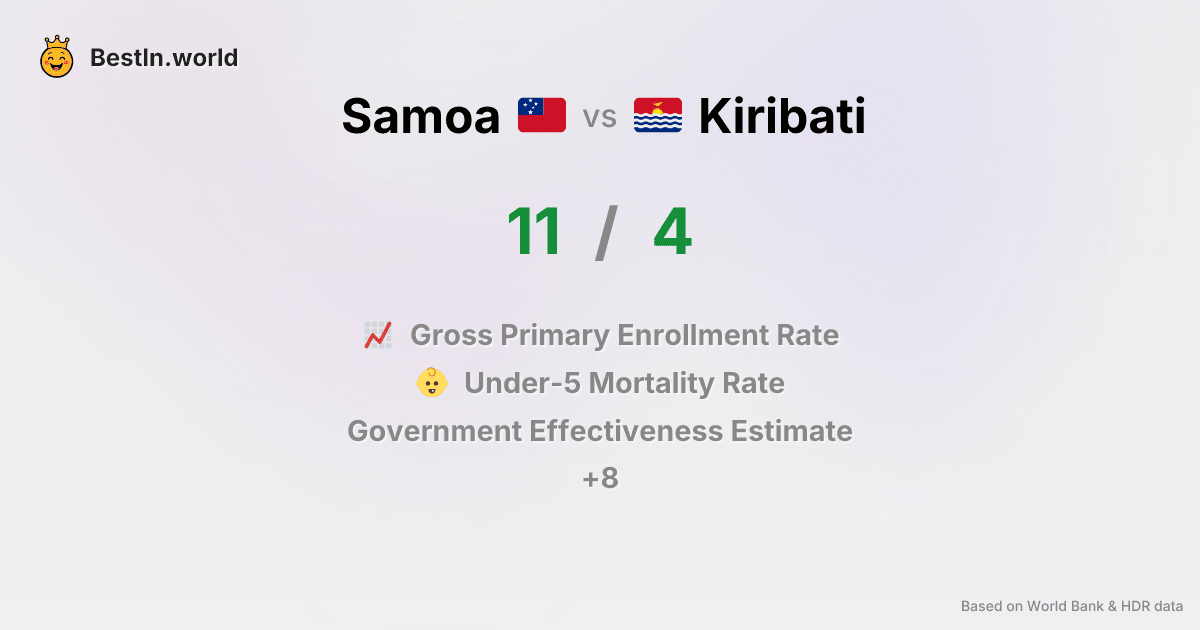 BestIn.world
Samoa vs Kiribati
11 / 4
Gross Primary Enrollment Rate
Under-5 Mortality Rate
Government Effectiveness Estimate
+8
Based on World Bank & HDR data